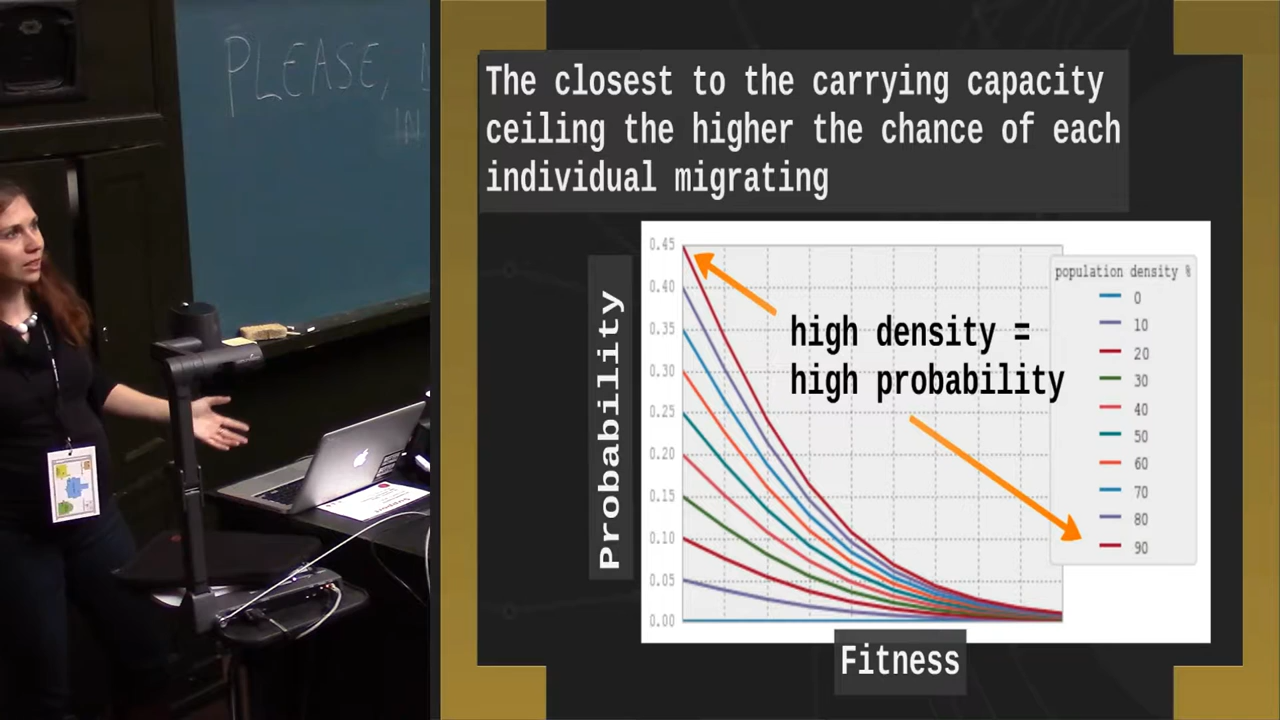 PLEASE,
IN
The closest to the carrying capacity
ceiling the higher the chance of each
individual migrating
Probability
0.45
0.40
0.35
0.30
0.25
0.20
0.15
0.10
0.05
0.00
high density =
high probability
population density %
0
10
20
30
40
50
60
70
80
90
Fitness